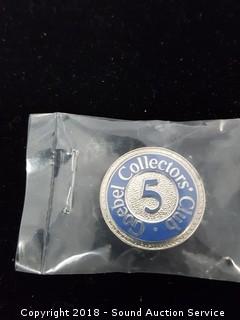 Goebel Collectors' Club
5
Copyright 2018 - Sound Auction Service